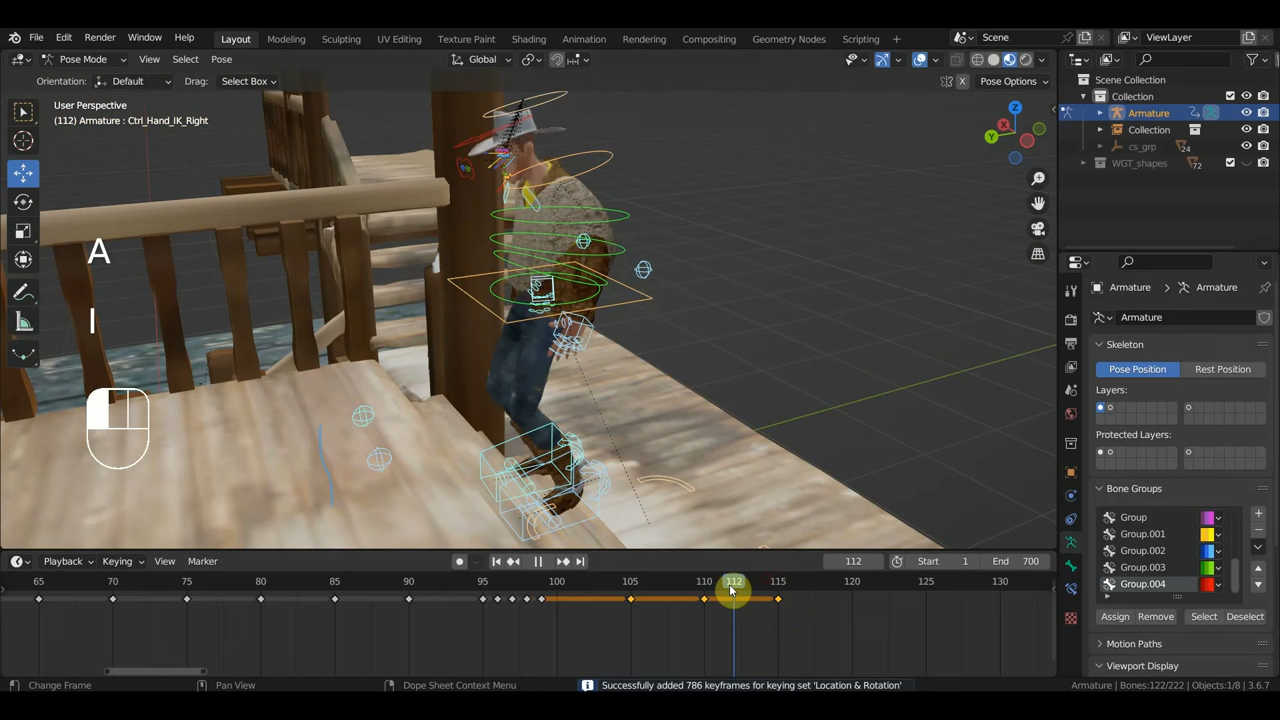 File Edit Render Window Help Layout Modeling Sculpting UV Editing Texture Paint Shading Animation Rendering Compositing Geometry Nodes Scripting + Scene ViewLayer
Pose Mode View Select Pose Global Pose Options
Orientation: Default Drag: Select Box X
User Perspective
(112) Armature : Ctrl_Hand_IK_Right
Z
X
Y
A
I
Scene Collection
Collection
Armature
Collection
cs_grp 24
WGT_shapes 72
Armature > Armature
Armature
Skeleton
Pose Position Rest Position
Layers:
Protected Layers:
Bone Groups
Group
Group.001
Group.002
Group.003
Group.004
Assign Remove Select Deselect
Motion Paths
Viewport Display
Playback Keying View Marker 112 Start 1 End 700
65 70 75 80 85 90 95 100 105 110 112 115 120 125 130
Change Frame Pan View Dope Sheet Context Menu Successfully added 786 keyframes for keying set 'Location & Rotation' Armature | Bones:122/222 | Objects:1/8 | 3.6.7